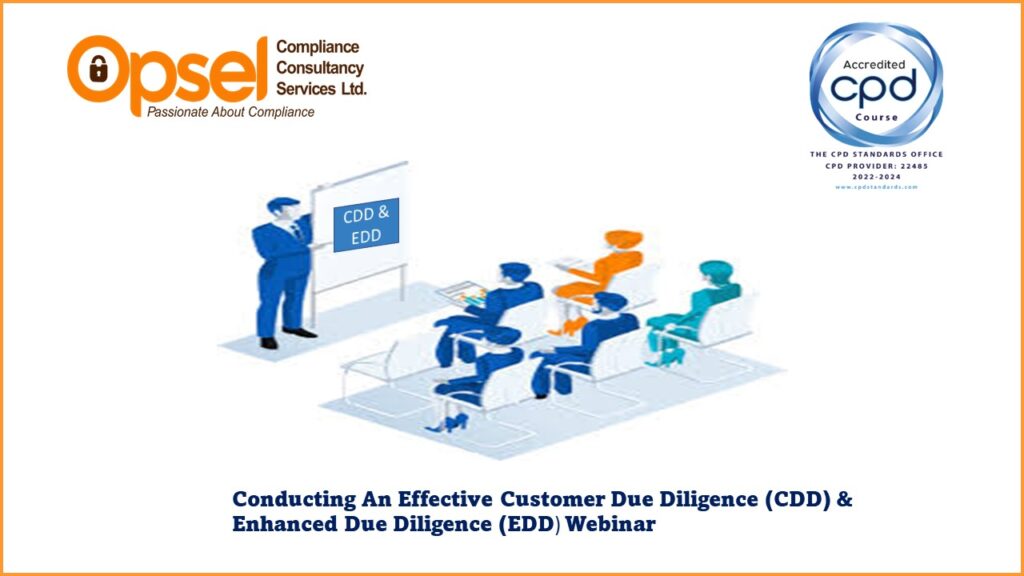 Opsel
Compliance
Consultancy
Services Ltd.
Passionate About Compliance
Accredited
cpd
Course
THE CPD STANDARDS OFFICE
CPD PROVIDER: 22485
2022-2024
www.cpdstandards.com
CDD &
EDD
Conducting An Effective Customer Due Diligence (CDD) &
Enhanced Due Diligence (EDD) Webinar